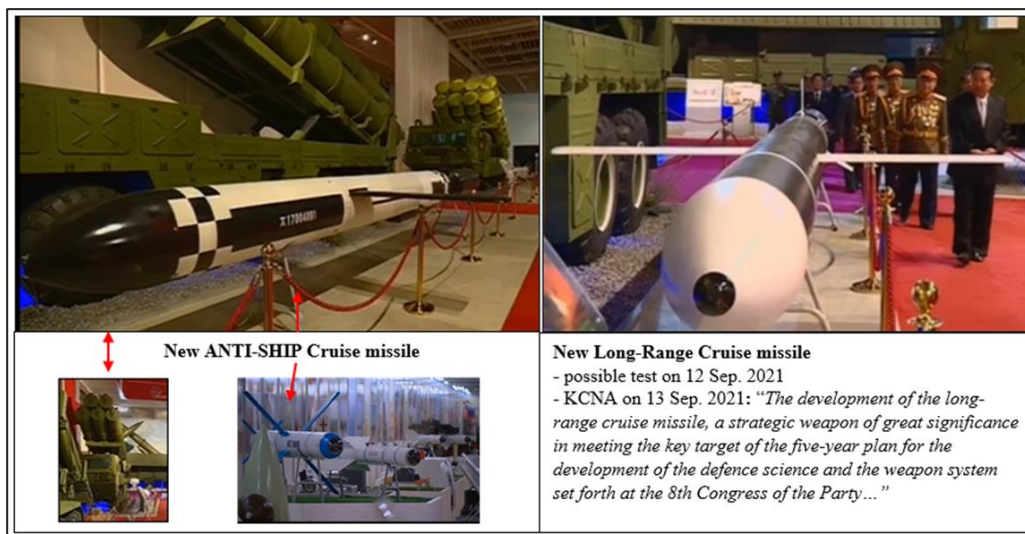 New ANTI-SHIP Cruise missile
New Long-Range Cruise missile
- possible test on 12 Sep. 2021
- KCNA on 13 Sep. 2021: “The development of the long-
range cruise missile, a strategic weapon of great significance
in meeting the key target of the five-year plan for the
development of the defence science and the weapon system
set forth at the 8th Congress of the Party…”